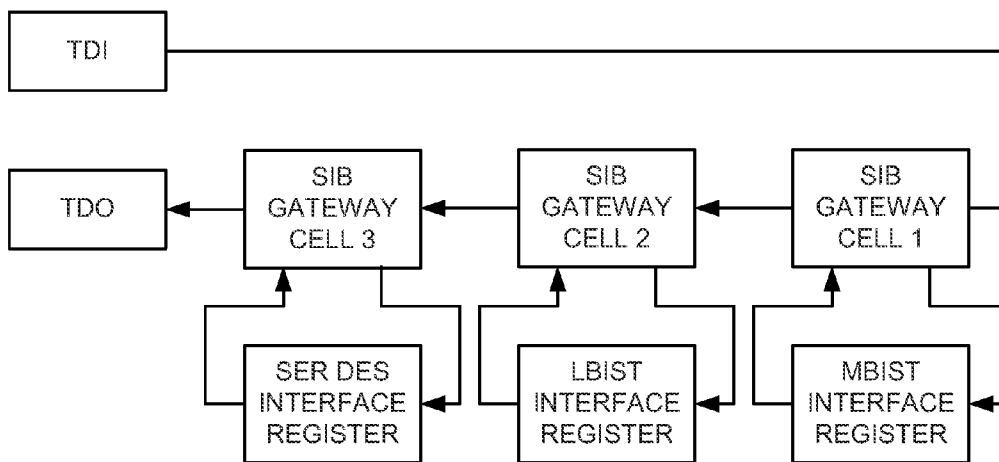 TDI
TDO
SIB
GATEWAY
CELL 3
SIB
GATEWAY
CELL 2
SIB
GATEWAY
CELL 1
SER DES
INTERFACE
REGISTER
LBIST
INTERFACE
REGISTER
MBIST
INTERFACE
REGISTER